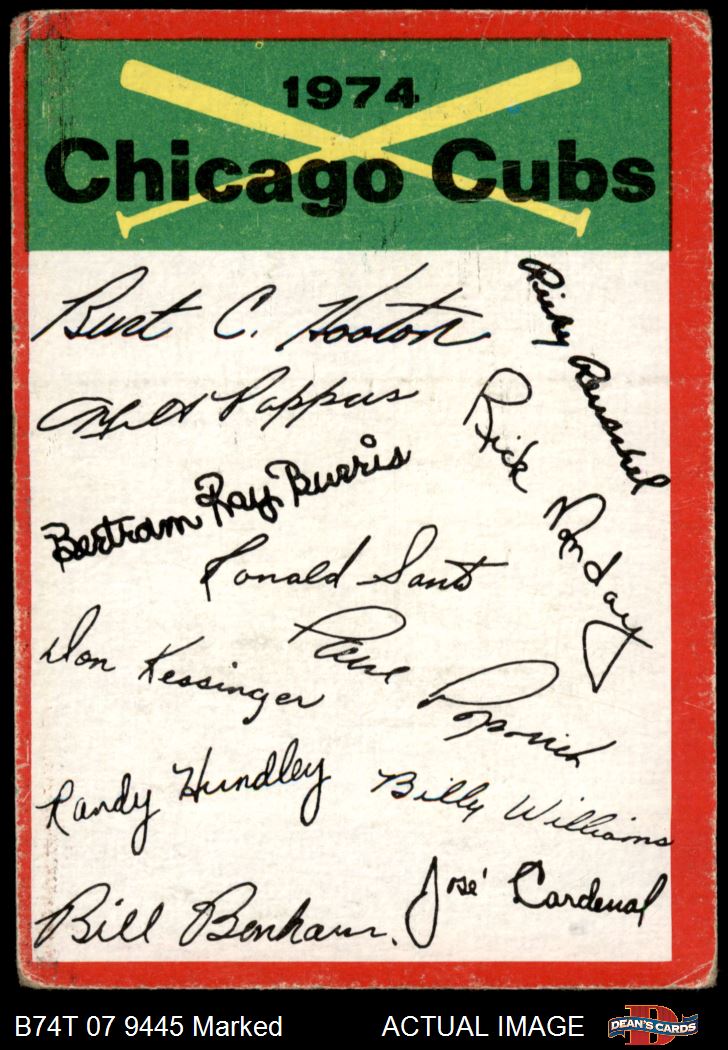 1974
Chicago Cubs
Burt C. Hooton
Ricky Reuschel
Milt Pappas
Rick Monday
Bertram Ray Burris
Ronald Santo
Don Kessinger
Paul Popovich
Randy Hundley
Billy Williams
José Cardenal
Bill Bonham.
B74T 07 9445 Marked
ACTUAL IMAGE
DEAN'S CARDS